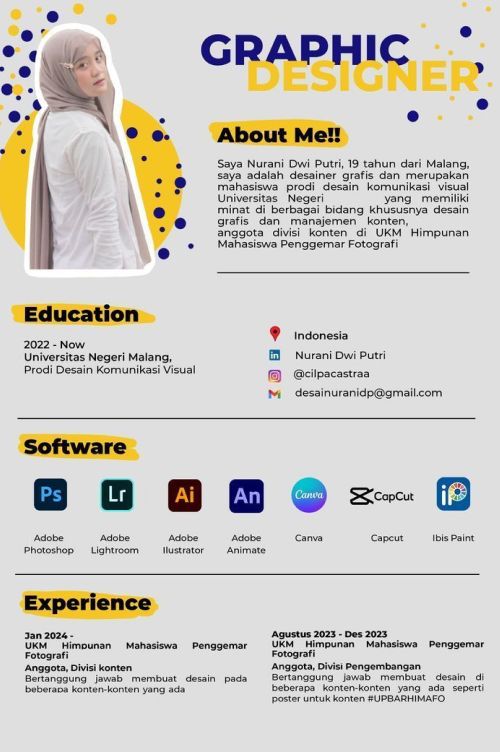 GRAPHIC
DESIGNER
About Me!!
Saya Nurani Dwi Putri, 19 tahun dari Malang,
saya adalah desainer grafis dan merupakan
mahasiswa prodi desain komunikasi visual
Universitas Negeri yang memiliki
minat di berbagai bidang khususnya desain
grafis dan manajemen konten,
anggota divisi konten di UKM Himpunan
Mahasiswa Penggemar Fotografi
Education
2022 - Now
Universitas Negeri Malang,
Prodi Desain Komunikasi Visual
Indonesia
in Nurani Dwi Putri
@cilpacastraa
desainuranidp@gmail.com
Software
Ps Lr Ai An Canva CapCut iP
Adobe Photoshop
Adobe Lightroom
Adobe Ilustrator
Adobe Animate
Canva
Capcut
Ibis Paint
Experience
Jan 2024 -
UKM Himpunan Mahasiswa Penggemar
Fotografi
Anggota, Divisi konten
Bertanggung jawab membuat desain pada
beberapa konten-konten yang ada
Agustus 2023 - Des 2023
UKM Himpunan Mahasiswa Penggemar
Fotografi
Anggota, Divisi Pengembangan
Bertanggung jawab membuat desain di
beberapa konten-konten yang ada seperti
poster untuk konten #UPBARHIMAFO